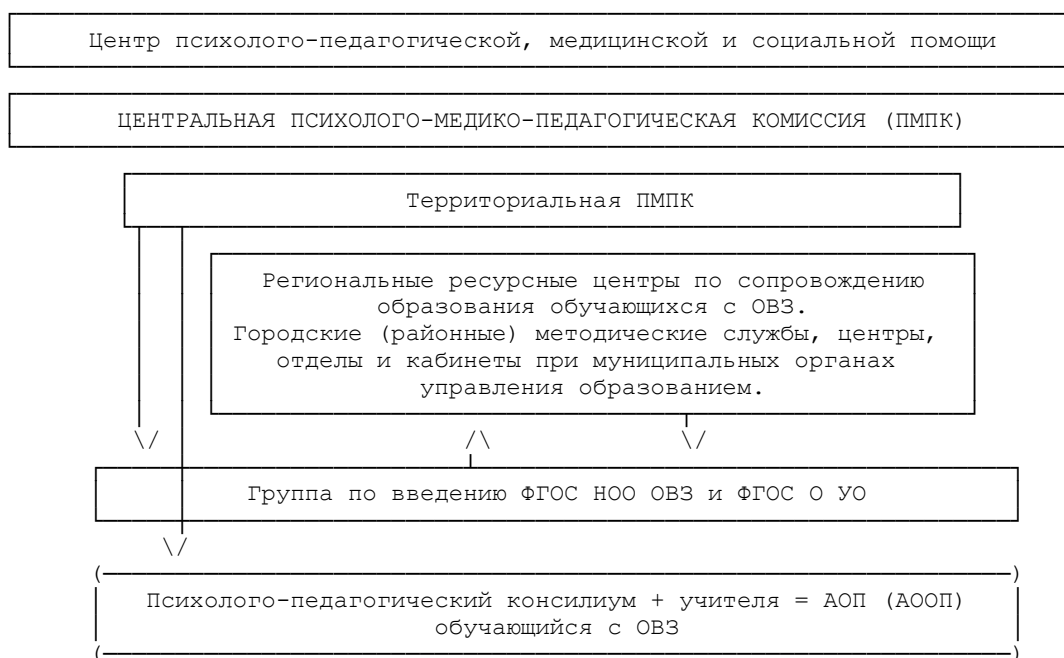 Центр психолого-педагогической, медицинской и социальной помощи
ЦЕНТРАЛЬНАЯ ПСИХОЛОГО-МЕДИКО-ПЕДАГОГИЧЕСКАЯ КОМИССИЯ (ПМПК)
Территориальная ПМПК
Региональные ресурсные центры по сопровождению
образования обучающихся с ОВЗ.
Городские (районные) методические службы, центры,
отделы и кабинеты при муниципальных органах
управления образованием.
Группа по введению ФГОС НОО ОВЗ и ФГОС О УО
Психолого-педагогический консилиум + учителя = АОП (АООП)
обучающийся с ОВЗ